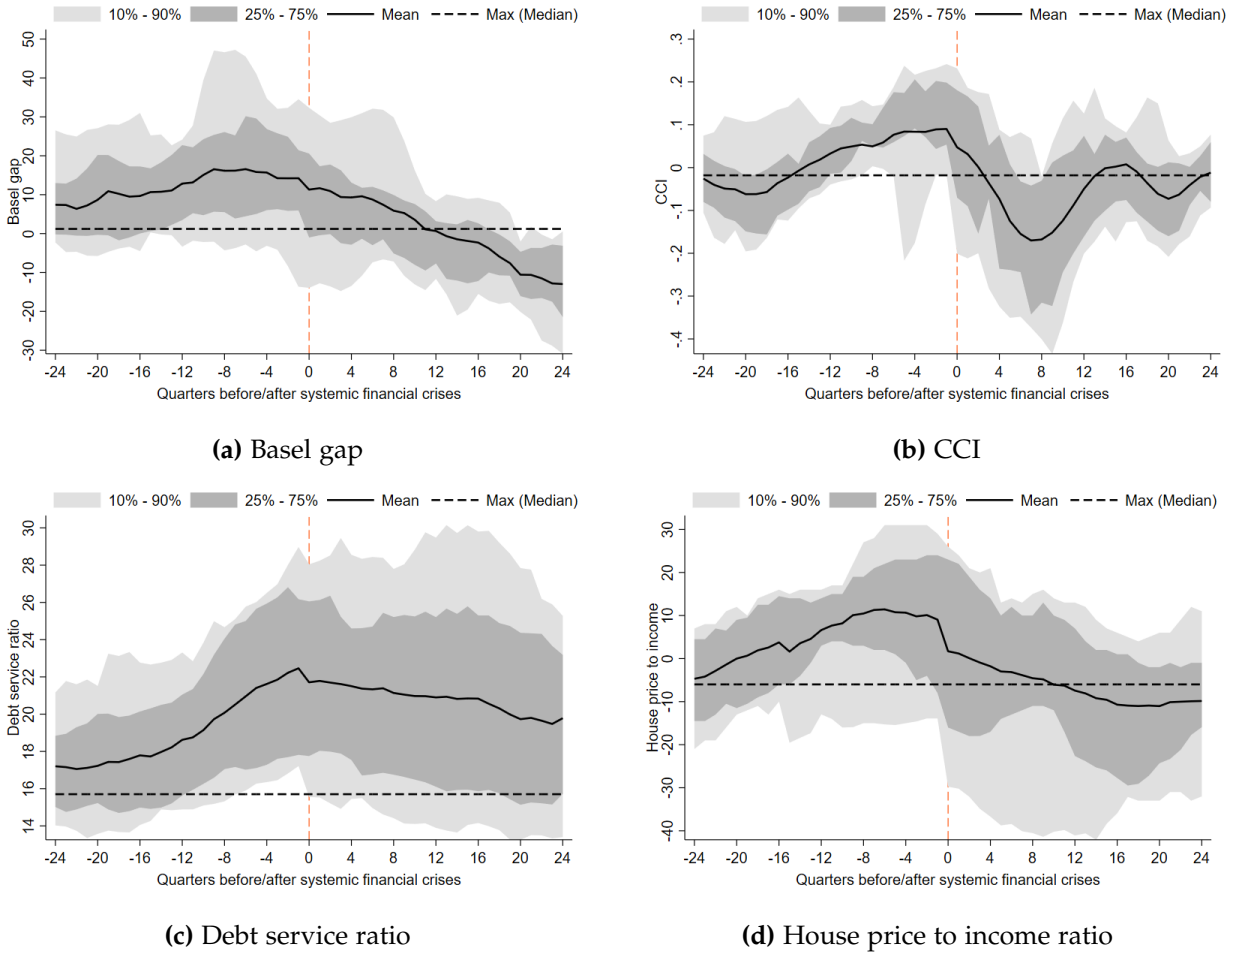 10% - 90% 25% - 75% Mean Max (Median)
50
40
30
20
10
0
-10
-20
-30
Basel gap
-24 -20 -16 -12 -8 -4 0 4 8 12 16 20 24
Quarters before/after systemic financial crises
(a) Basel gap
10% - 90% 25% - 75% Mean Max (Median)
.3
.2
.1
0
-.1
-.2
-.3
-.4
CCI
-24 -20 -16 -12 -8 -4 0 4 8 12 16 20 24
Quarters before/after systemic financial crises
(b) CCI
10% - 90% 25% - 75% Mean Max (Median)
30
28
26
24
22
20
18
16
14
Debt service ratio
-24 -20 -16 -12 -8 -4 0 4 8 12 16 20 24
Quarters before/after systemic financial crises
(c) Debt service ratio
10% - 90% 25% - 75% Mean Max (Median)
30
20
10
0
-10
-20
-30
-40
House price to income
-24 -20 -16 -12 -8 -4 0 4 8 12 16 20 24
Quarters before/after systemic financial crises
(d) House price to income ratio